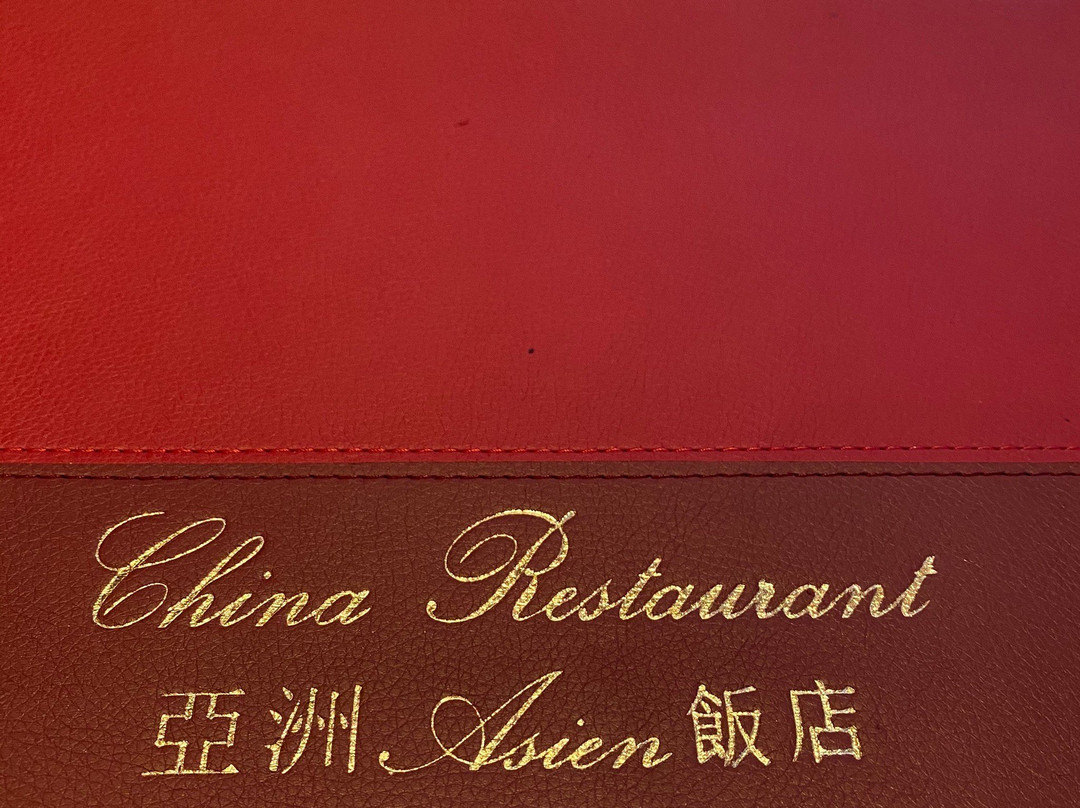 China Restaurant
亞洲 Asien 飯店